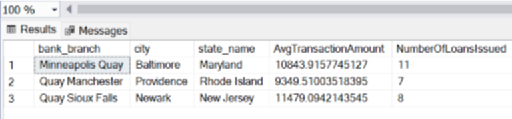 100 %
Results Messages
bank_branch city state_name AvgTransactionAmount NumberOfLoansIssued
1 Minneapolis Quay Baltimore Maryland 10843.9157745127 11
2 Quay Manchester Providence Rhode Island 9349.51003518395 7
3 Quay Sioux Falls Newark New Jersey 11479.0942143545 8